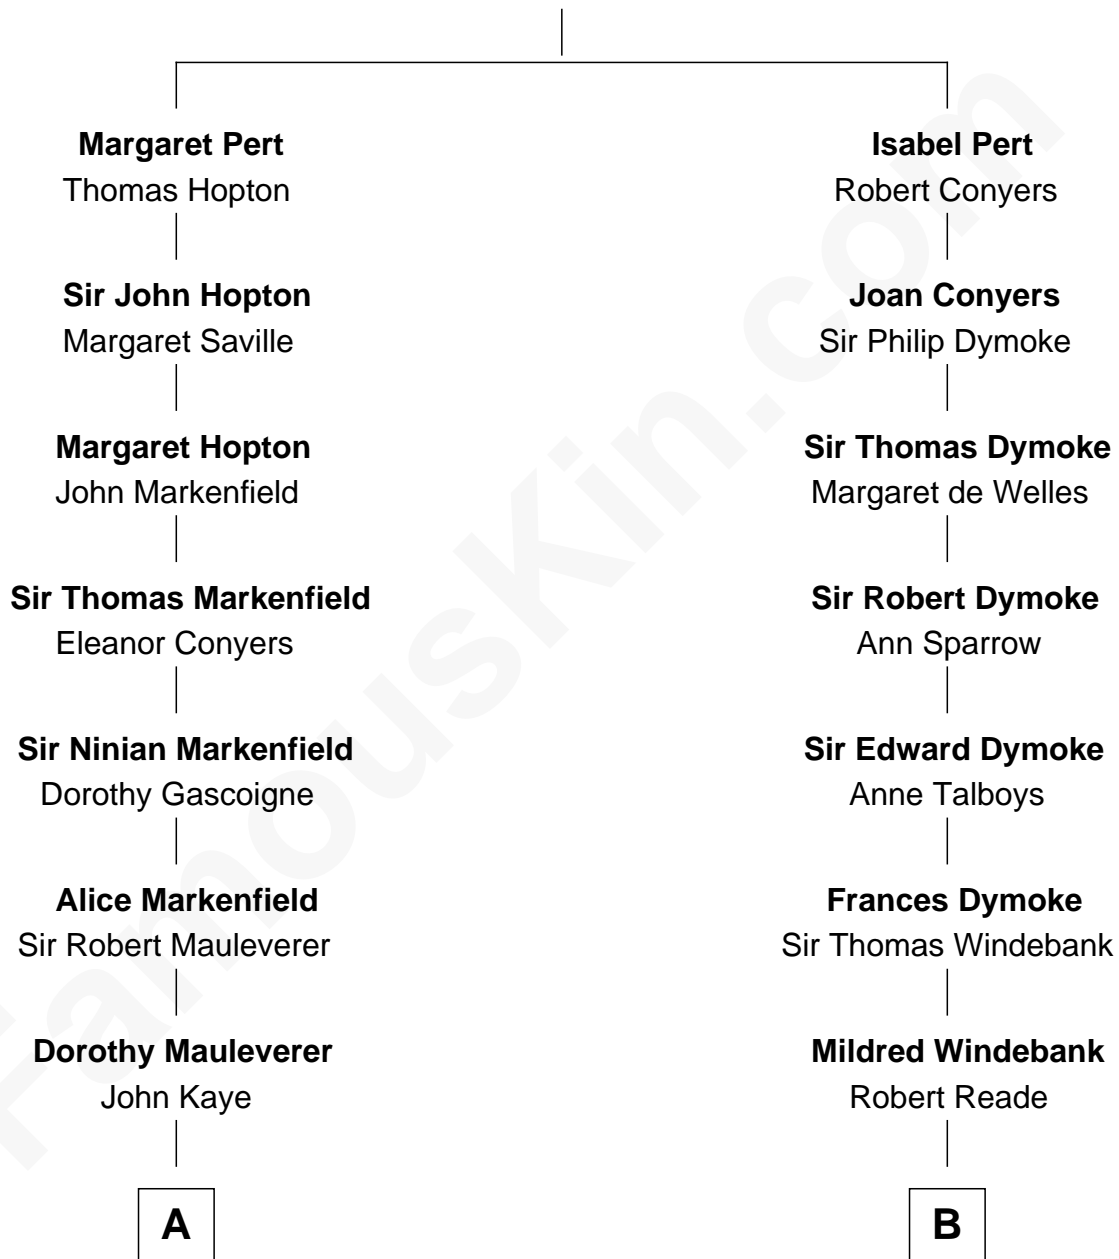 Margaret Pert
Thomas Hopton
Sir John Hopton
Margaret Saville
Margaret Hopton
John Markenfield
Sir Thomas Markenfield
Eleanor Conyers
Sir Ninian Markenfield
Dorothy Gascoigne
Alice Markenfield
Sir Robert Mauleverer
Dorothy Mauleverer
John Kaye
A
Isabel Pert
Robert Conyers
Joan Conyers
Sir Philip Dymoke
Sir Thomas Dymoke
Margaret de Welles
Sir Robert Dymoke
Ann Sparrow
Sir Edward Dymoke
Anne Talboys
Frances Dymoke
Sir Thomas Windebank
Mildred Windebank
Robert Reade
B
FamousKin.com